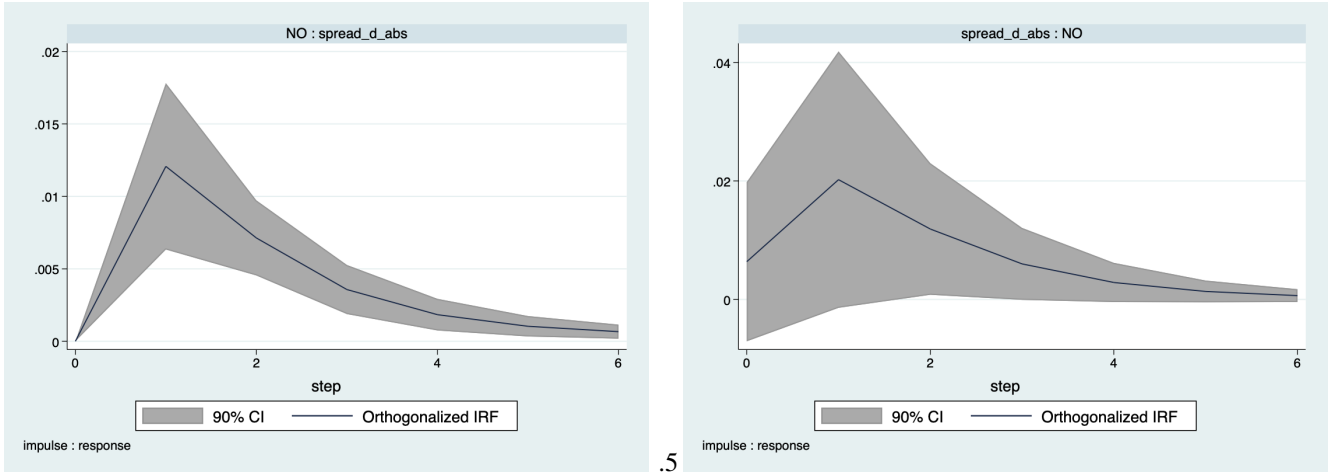 NO : spread_d_abs
.02
.015
.01
.005
0
0 2 4 6
step
90% CI Orthogonalized IRF
impulse : response
.5
spread_d_abs : NO
.04
.02
0
0 2 4 6
step
90% CI Orthogonalized IRF
impulse : response